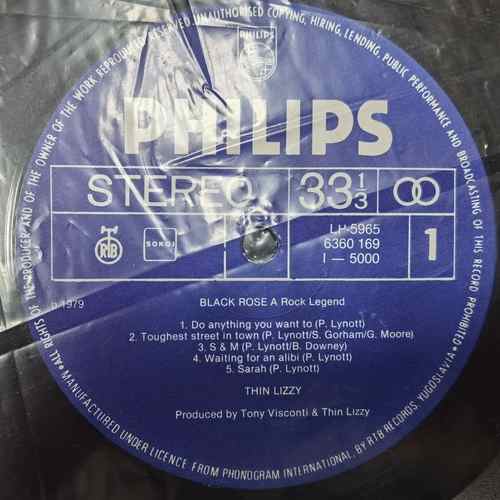 ALL RIGHTS OF THE PRODUCER AND OF THE OWNER OF THE WORK REPRODUCED RESERVED. UNAUTHORISED COPYING, HIRING, LENDING, PUBLIC PERFORMANCE AND BROADCASTING OF THIS RECORD PROHIBITED
PHILIPS
PHILIPS
STEREO 33 1/3
RTB SOKOJ LP-5965
6360 169
I - 5000
1
p 1979
BLACK ROSE A Rock Legend
1. Do anything you want to (P. Lynott)
2. Toughest street in town (P. Lynott/S. Gorham/G. Moore)
3. S & M (P. Lynott/B. Downey)
4. Waiting for an alibi (P. Lynott)
5. Sarah (P. Lynott)
THIN LIZZY
Produced by Tony Visconti & Thin Lizzy
MANUFACTURED UNDER LICENCE FROM PHONOGRAM INTERNATIONAL B.V. BY RTB RECORDS YUGOSLAVIA